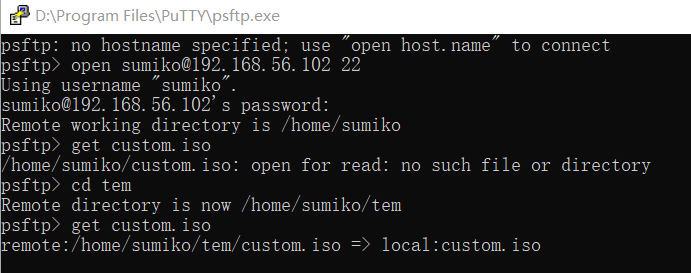 D:\Program Files\PuTTY\psftp.exe
psftp: no hostname specified; use "open host.name" to connect
psftp> open sumiko@192.168.56.102 22
Using username "sumiko".
sumiko@192.168.56.102's password:
Remote working directory is /home/sumiko
psftp> get custom.iso
/home/sumiko/custom.iso: open for read: no such file or directory
psftp> cd tem
Remote directory is now /home/sumiko/tem
psftp> get custom.iso
remote:/home/sumiko/tem/custom.iso => local:custom.iso